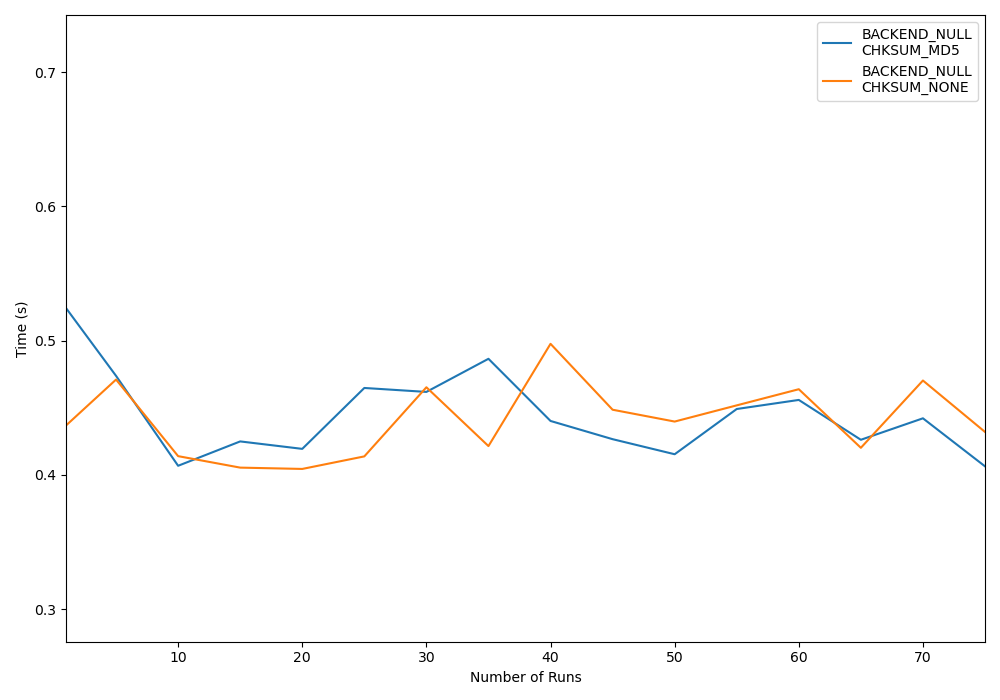 BACKEND_NULL
CHKSUM_MD5
BACKEND_NULL
CHKSUM_NONE
0.7
0.6
0.5
0.4
0.3
Time (s)
10 20 30 40 50 60 70
Number of Runs